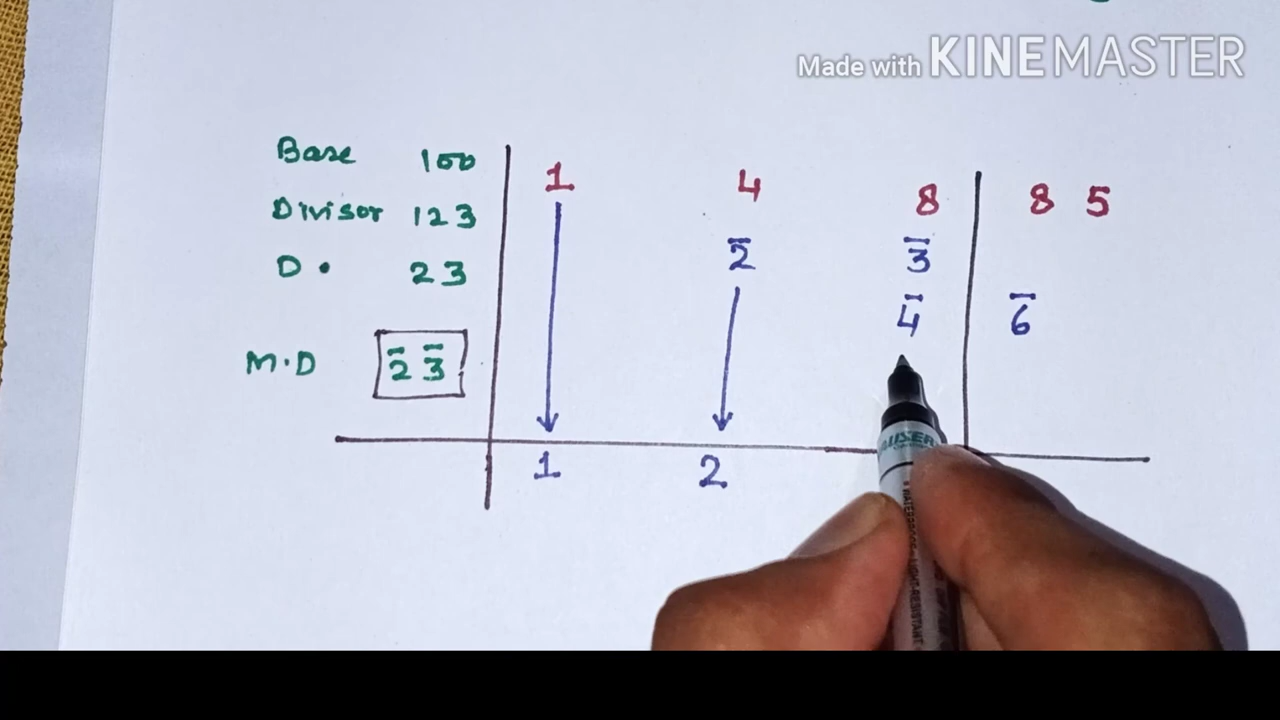 Made with KINEMASTER
Base 100
Divisor 123
D. 23
M.D 2̅ 3̅
1 4 8 8 5
2̅ 3̅
4̅ 6̅
1 2